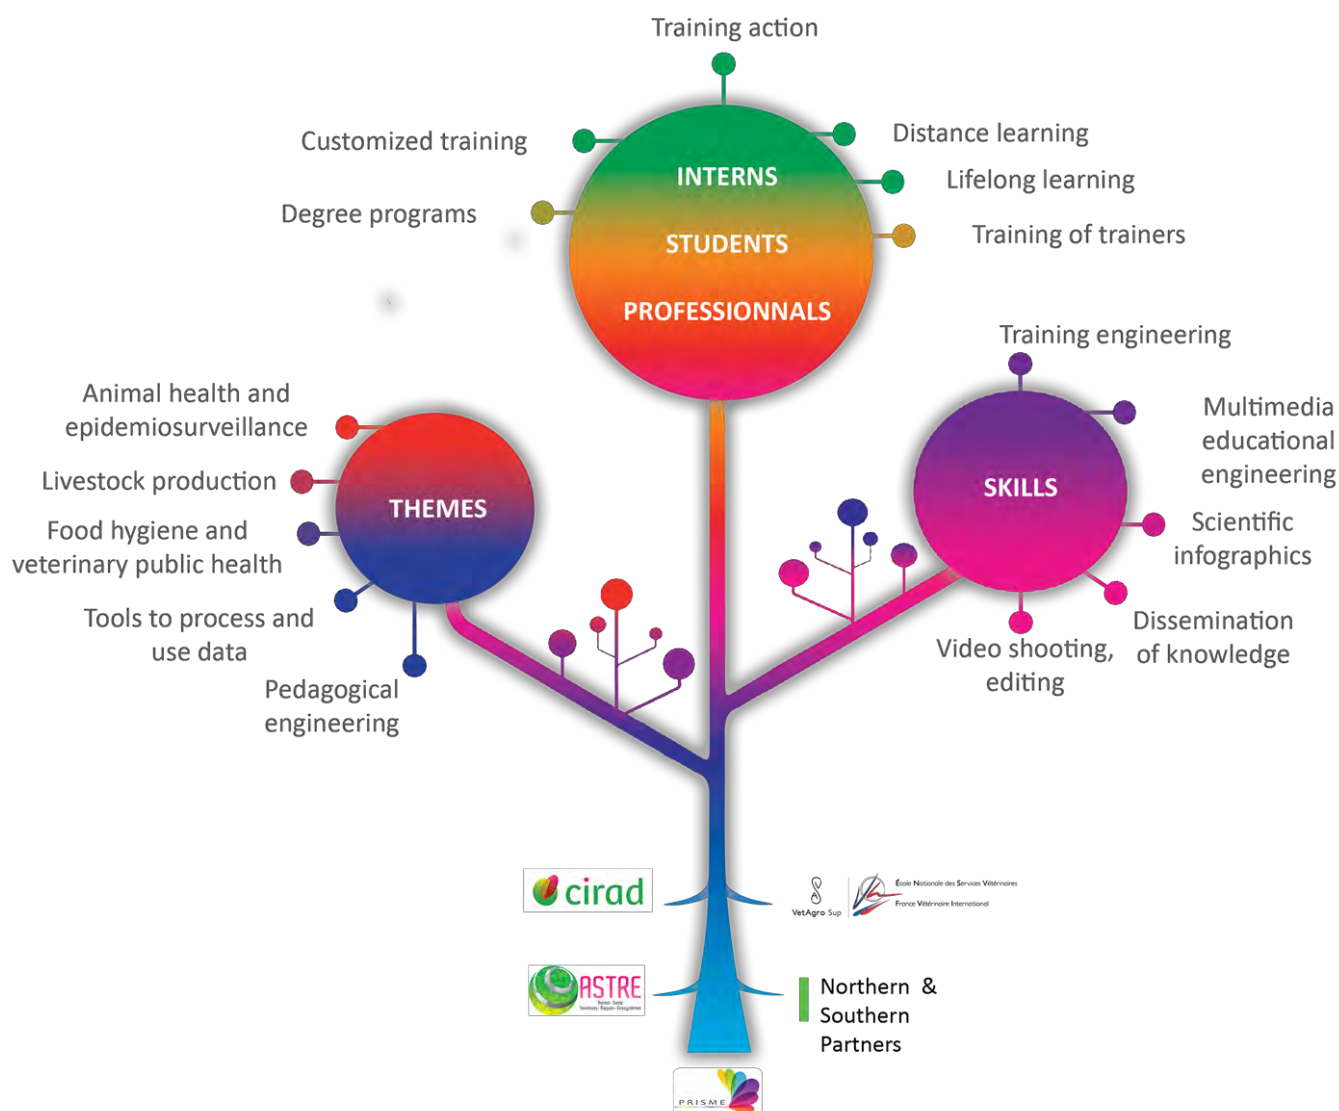 Training action
Customized training
Distance learning
INTERNS
Lifelong learning
Degree programs
STUDENTS
Training of trainers
PROFESSIONNALS
Training engineering
Animal health and
epidemiosurveillance
Multimedia
educational
engineering
Livestock production
THEMES
SKILLS
Food hygiene and
veterinary public health
Scientific
infographics
Tools to process and
use data
Dissemination
of knowledge
Video shooting,
editing
Pedagogical
engineering
cirad
VetAgro Sup
École Nationale des Services Vétérinaires
France Vétérinaire International
ASTRE
Northern &
Southern
Partners
PRISME